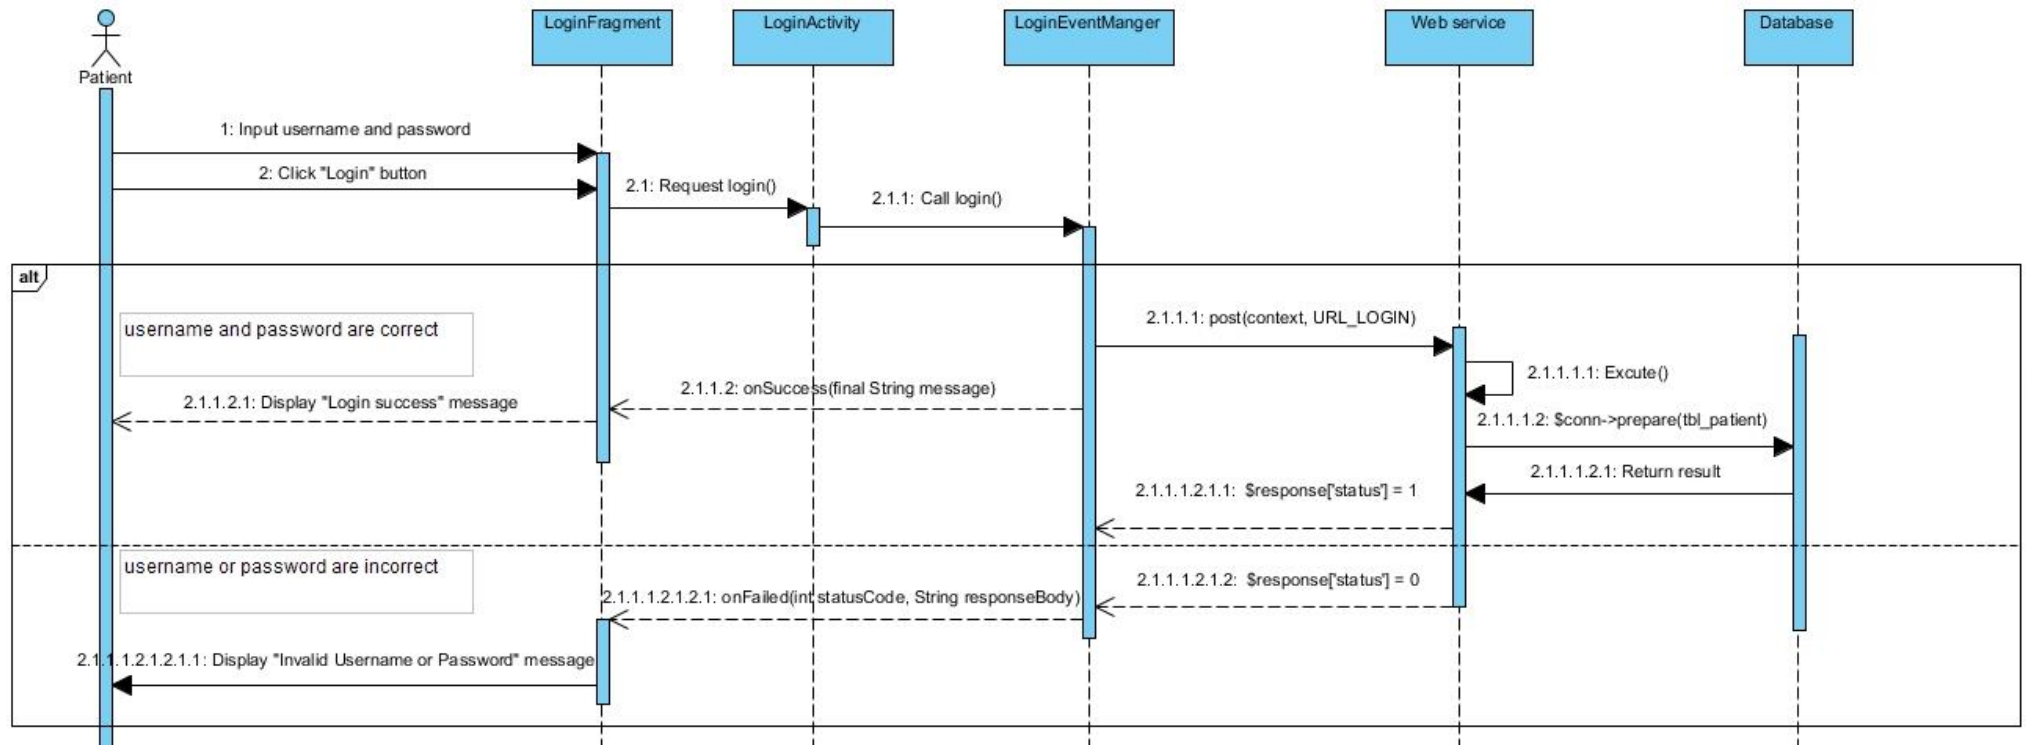 Patient
LoginFragment
LoginActivity
LoginEventManger
Web service
Database
1: Input username and password
2: Click "Login" button
2.1: Request login()
2.1.1: Call login()
alt
username and password are correct
2.1.1.1: post(context, URL_LOGIN)
2.1.1.1.1: Excute()
2.1.1.2: onSuccess(final String message)
2.1.1.2.1: Display "Login success" message
2.1.1.1.2: $conn->prepare(tbl_patient)
2.1.1.1.2.1: Return result
2.1.1.1.2.1.1: $response['status'] = 1
username or password are incorrect
2.1.1.1.2.1.2: $response['status'] = 0
2.1.1.1.2.1.2.1: onFailed(int statusCode, String responseBody)
2.1.1.1.2.1.2.1.1: Display "Invalid Username or Password" message